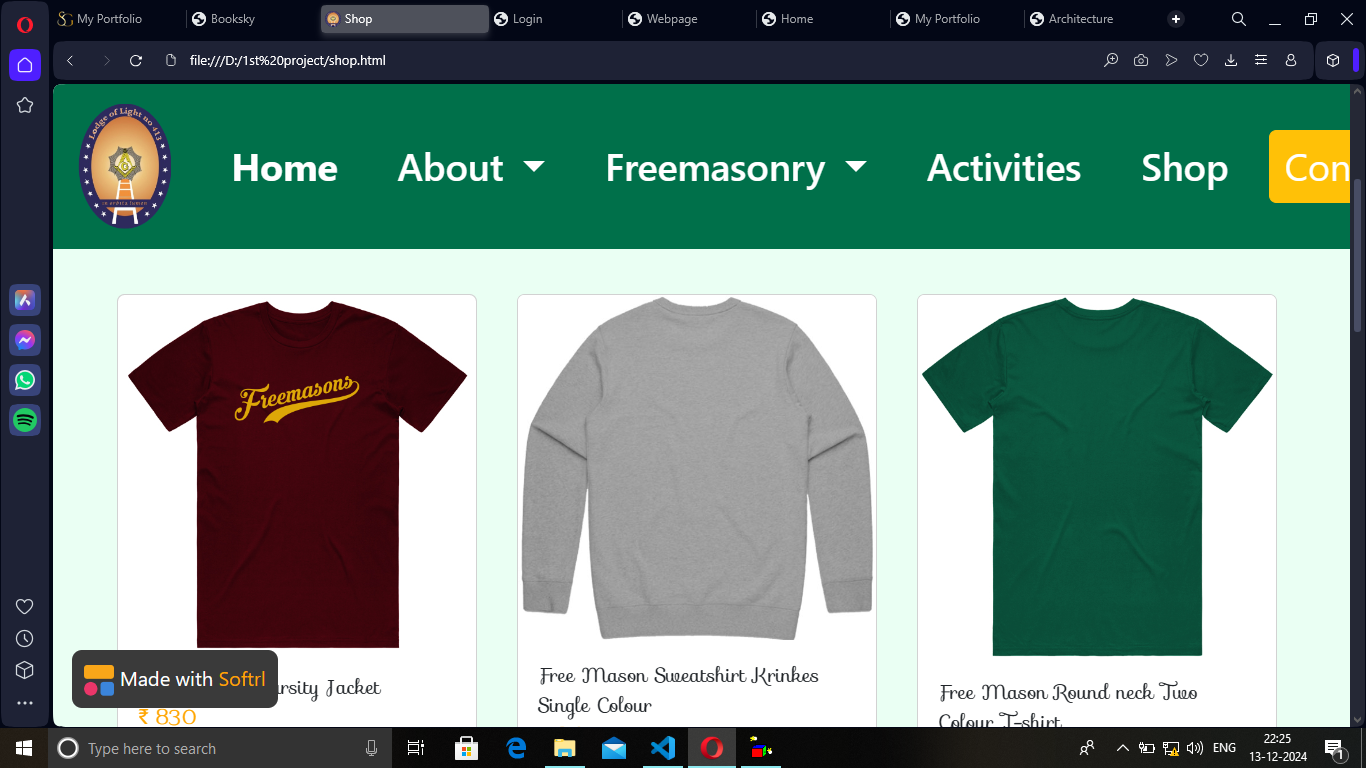 My Portfolio
Booksky
Shop
Login
Webpage
Home
My Portfolio
Architecture
file:///D:/1st%20project/shop.html
Lodge of Light no 413
Home
About
Freemasonry
Activities
Shop
Con
Freemasons
rsity Jacket
₹ 830
Free Mason Sweatshirt Krinkes
Single Colour
Free Mason Round neck Two
Colour T-shirt
Made with Softrl
Type here to search
ENG
22:25
13-12-2024
1